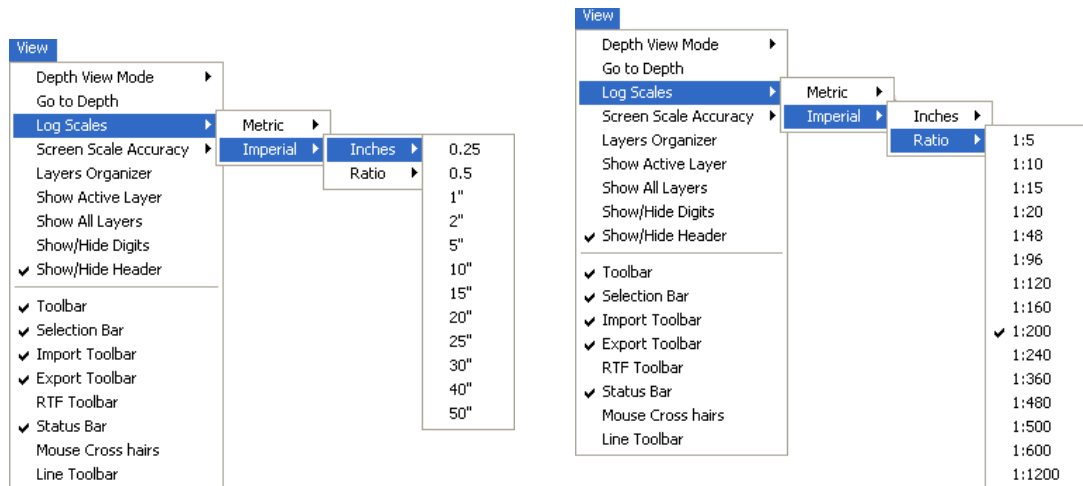 View
Depth View Mode
Go to Depth
Log Scales
Screen Scale Accuracy
Layers Organizer
Show Active Layer
Show All Layers
Show/Hide Digits
Show/Hide Header
Toolbar
Selection Bar
Import Toolbar
Export Toolbar
RTF Toolbar
Status Bar
Mouse Cross hairs
Line Toolbar
Metric
Imperial
Inches
Ratio
0.25
0.5
1"
2"
5"
10"
15"
20"
25"
30"
40"
50"
View
Depth View Mode
Go to Depth
Log Scales
Screen Scale Accuracy
Layers Organizer
Show Active Layer
Show All Layers
Show/Hide Digits
Show/Hide Header
Toolbar
Selection Bar
Import Toolbar
Export Toolbar
RTF Toolbar
Status Bar
Mouse Cross hairs
Line Toolbar
Metric
Imperial
Inches
Ratio
1:5
1:10
1:15
1:20
1:48
1:96
1:120
1:160
1:200
1:240
1:360
1:480
1:500
1:600
1:1200